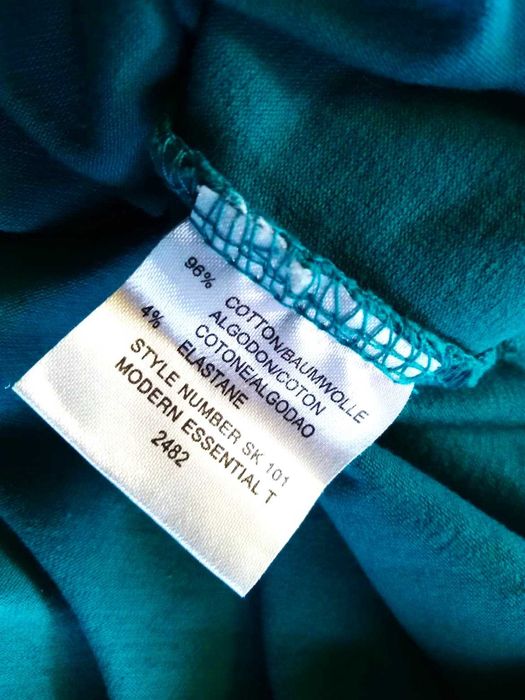 96% COTTON/BAUMWOLLE
ALGODON/COTON
COTONE/ALGODAO
4% ELASTANE
STYLE NUMBER SK 101
MODERN ESSENTIAL T
2482